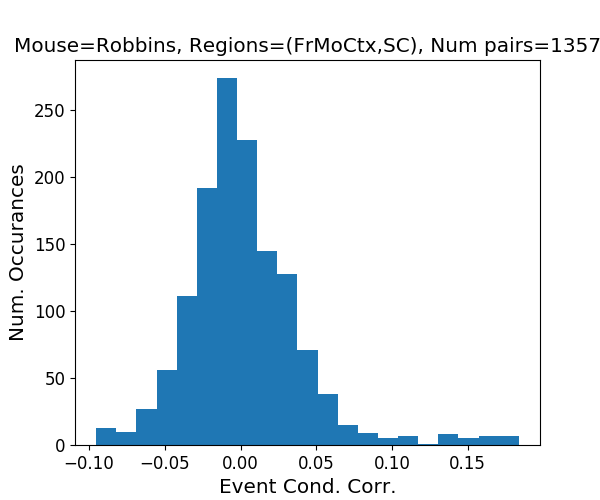 Mouse=Robbins, Regions=(FrMoCtx,SC), Num pairs=1357
Num. Occurances
250
200
150
100
50
0
−0.10 −0.05 0.00 0.05 0.10 0.15
Event Cond. Corr.